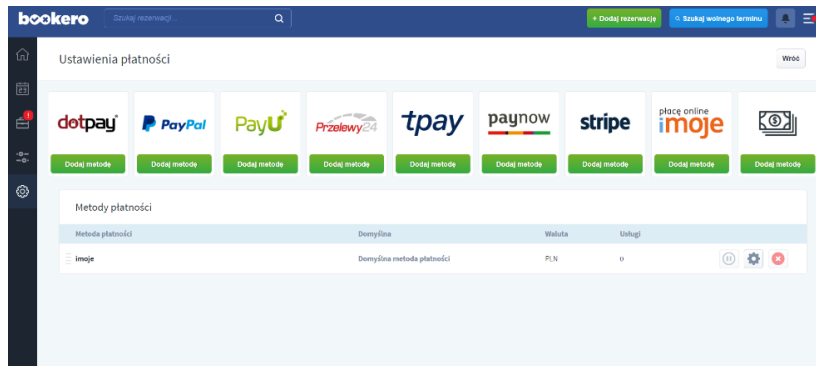 bookero
Szukaj rezerwacji...
+ Dodaj rezerwację
Szukaj wolnego terminu
Ustawienia płatności
Wróć
23
1
dotpay
PayPal
PayU
Przelewy24
tpay
paynow
stripe
płacę online
imoje
Dodaj metodę
Dodaj metodę
Dodaj metodę
Dodaj metodę
Dodaj metodę
Dodaj metodę
Dodaj metodę
Dodaj metodę
Dodaj metodę
Metody płatności
Metoda płatności Domyślna Waluta Usługi
imoje Domyślna metoda płatności PLN 0